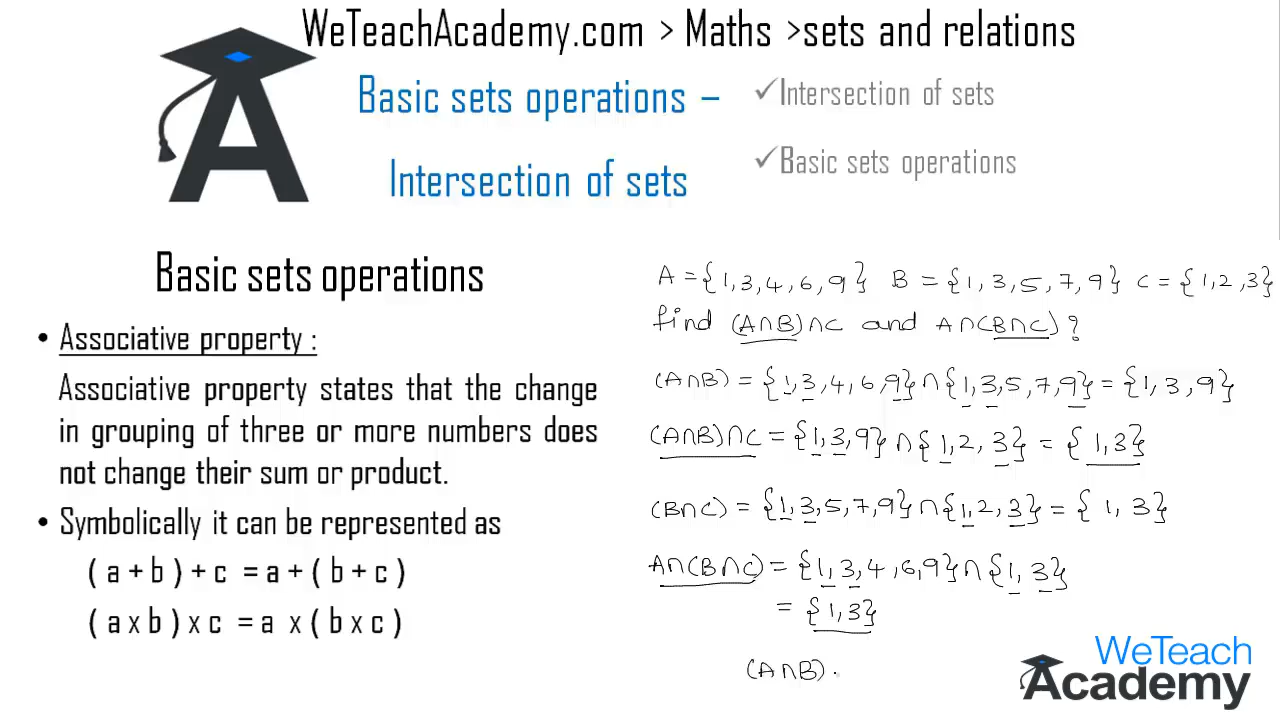 WeTeachAcademy.com > Maths >sets and relations
Basic sets operations –
Intersection of sets
✓Intersection of sets
✓Basic sets operations
Basic sets operations
• Associative property :
Associative property states that the change
in grouping of three or more numbers does
not change their sum or product.
• Symbolically it can be represented as
( a + b ) + c = a + ( b + c )
( a x b ) x c = a x ( b x c )
A = {1, 3, 4, 6, 9} B = {1, 3, 5, 7, 9} C = {1, 2, 3}
find (A∩B)∩C and A∩(B∩C) ?
(A∩B) = {1, 3, 4, 6, 9} ∩ {1, 3, 5, 7, 9} = {1, 3, 9}
(A∩B)∩C = {1, 3, 9} ∩ {1, 2, 3} = {1, 3}
(B∩C) = {1, 3, 5, 7, 9} ∩ {1, 2, 3} = {1, 3}
A∩(B∩C) = {1, 3, 4, 6, 9} ∩ {1, 3}
= {1, 3}
(A∩B) .
WeTeach
Academy